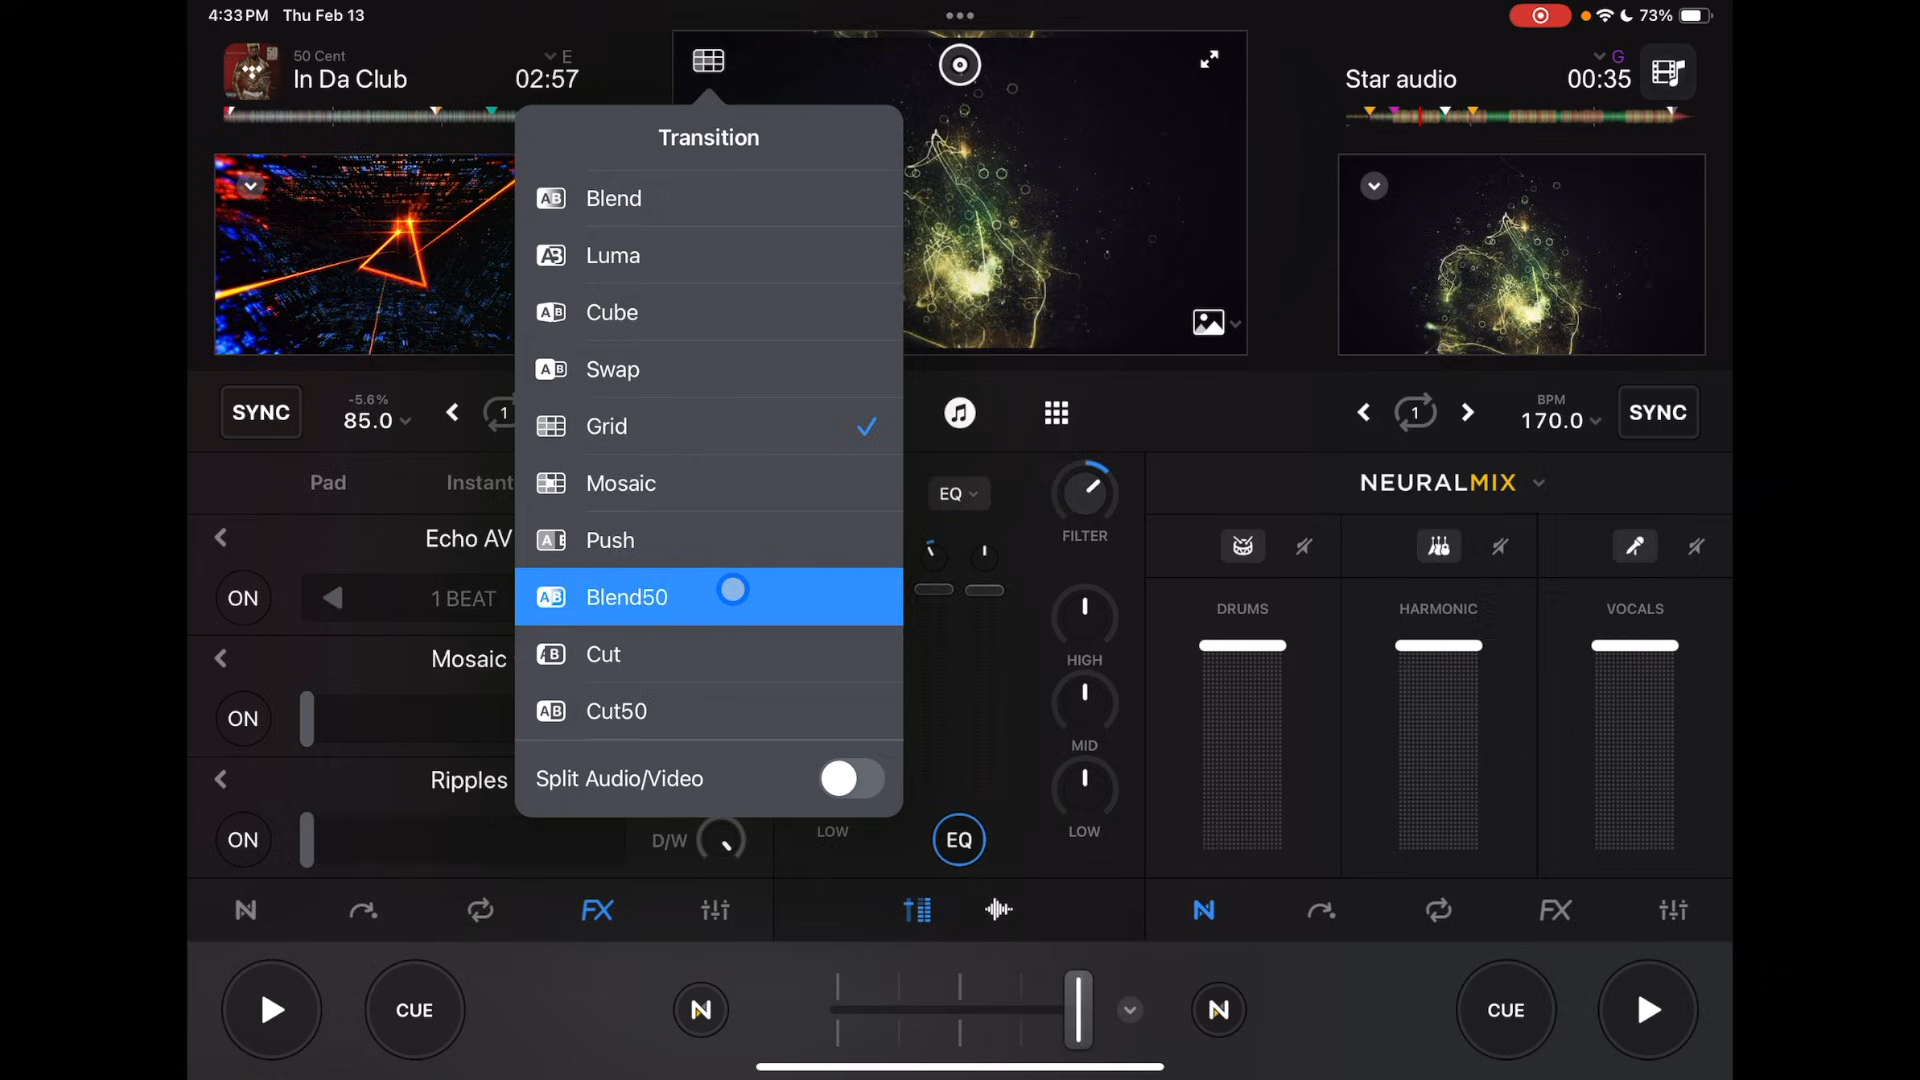 4:33 PM Thu Feb 13
73%
50 Cent
E
In Da Club
02:57
Star audio
G
00:35
Transition
Blend
Luma
Cube
Swap
Grid
Mosaic
Push
Blend50
Cut
Cut50
Split Audio/Video
SYNC
-5.6%
85.0
1
1
BPM
170.0
SYNC
Pad
Instant
Echo AV
ON
1 BEAT
Mosaic
ON
Ripples
ON
D/W
LOW
EQ
EQ
FILTER
HIGH
MID
LOW
NEURALMIX
DRUMS
HARMONIC
VOCALS
FX
FX
CUE
CUE